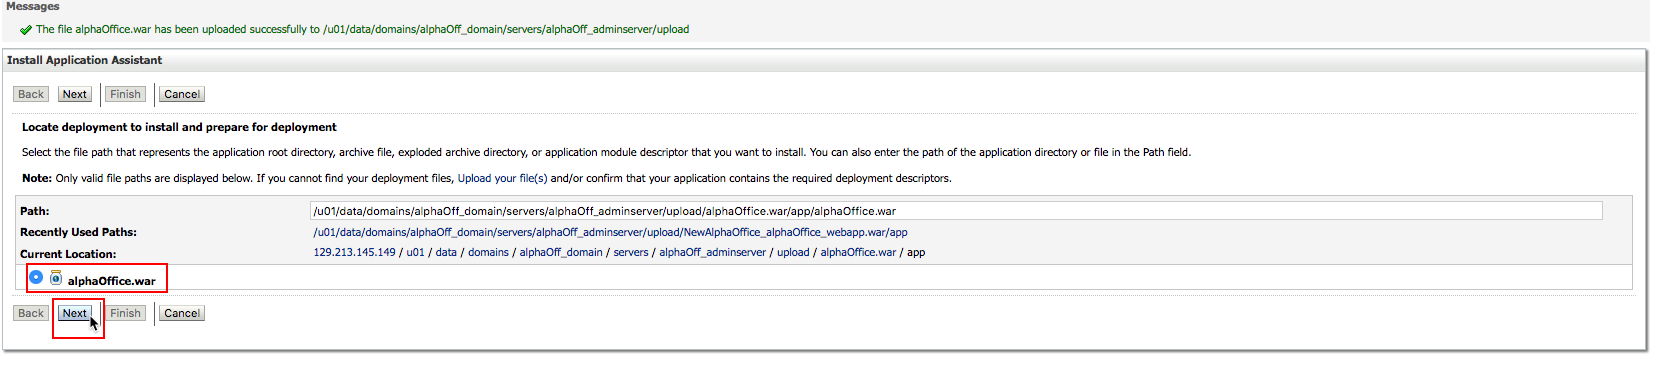 Messages
The file alphaOffice.war has been uploaded successfully to /u01/data/domains/alphaOff_domain/servers/alphaOff_adminserver/upload
Install Application Assistant
Back Next Finish Cancel
Locate deployment to install and prepare for deployment
Select the file path that represents the application root directory, archive file, exploded archive directory, or application module descriptor that you want to install. You can also enter the path of the application directory or file in the Path field.
Note: Only valid file paths are displayed below. If you cannot find your deployment files, Upload your file(s) and/or confirm that your application contains the required deployment descriptors.
Path: /u01/data/domains/alphaOff_domain/servers/alphaOff_adminserver/upload/alphaOffice.war/app/alphaOffice.war
Recently Used Paths: /u01/data/domains/alphaOff_domain/servers/alphaOff_adminserver/upload/NewAlphaOffice_alphaOffice_webapp.war/app
Current Location: 129.213.145.149 / u01 / data / domains / alphaOff_domain / servers / alphaOff_adminserver / upload / alphaOffice.war / app
alphaOffice.war
Back Next Finish Cancel